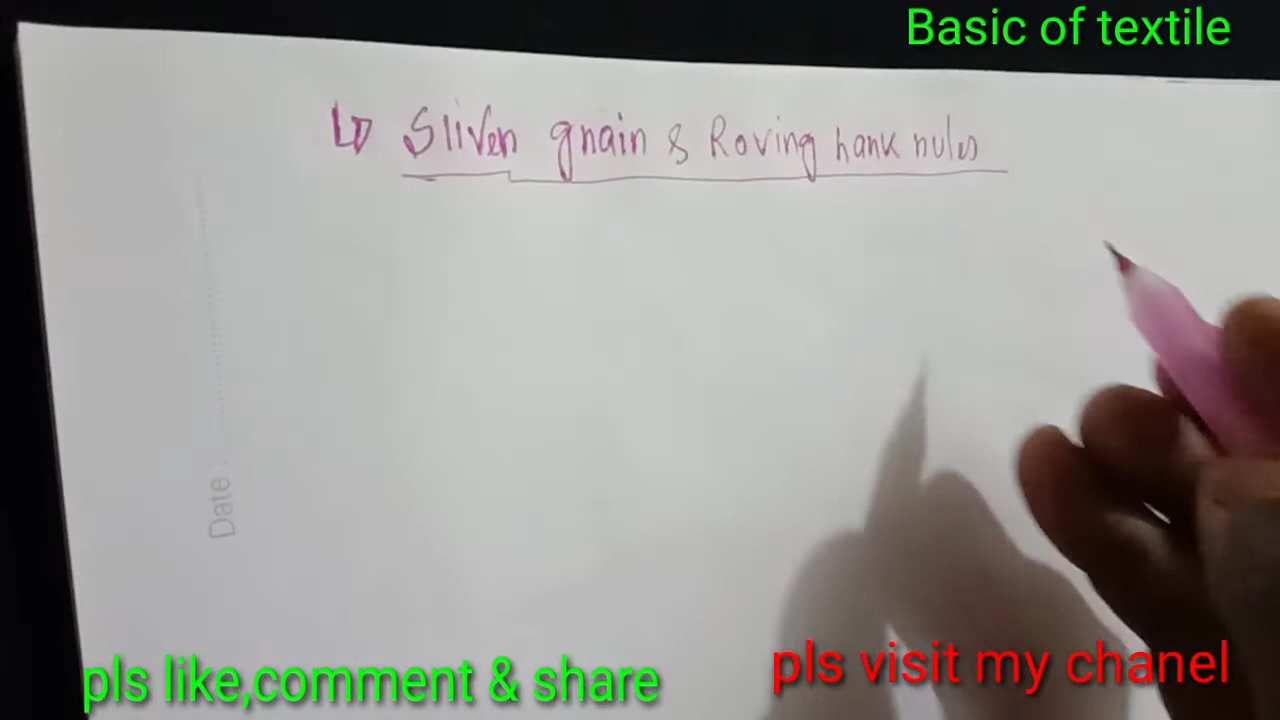 Basic of textile
Sliver grain & Roving hank rules
Date :
pls like,comment & share
pls visit my chanel